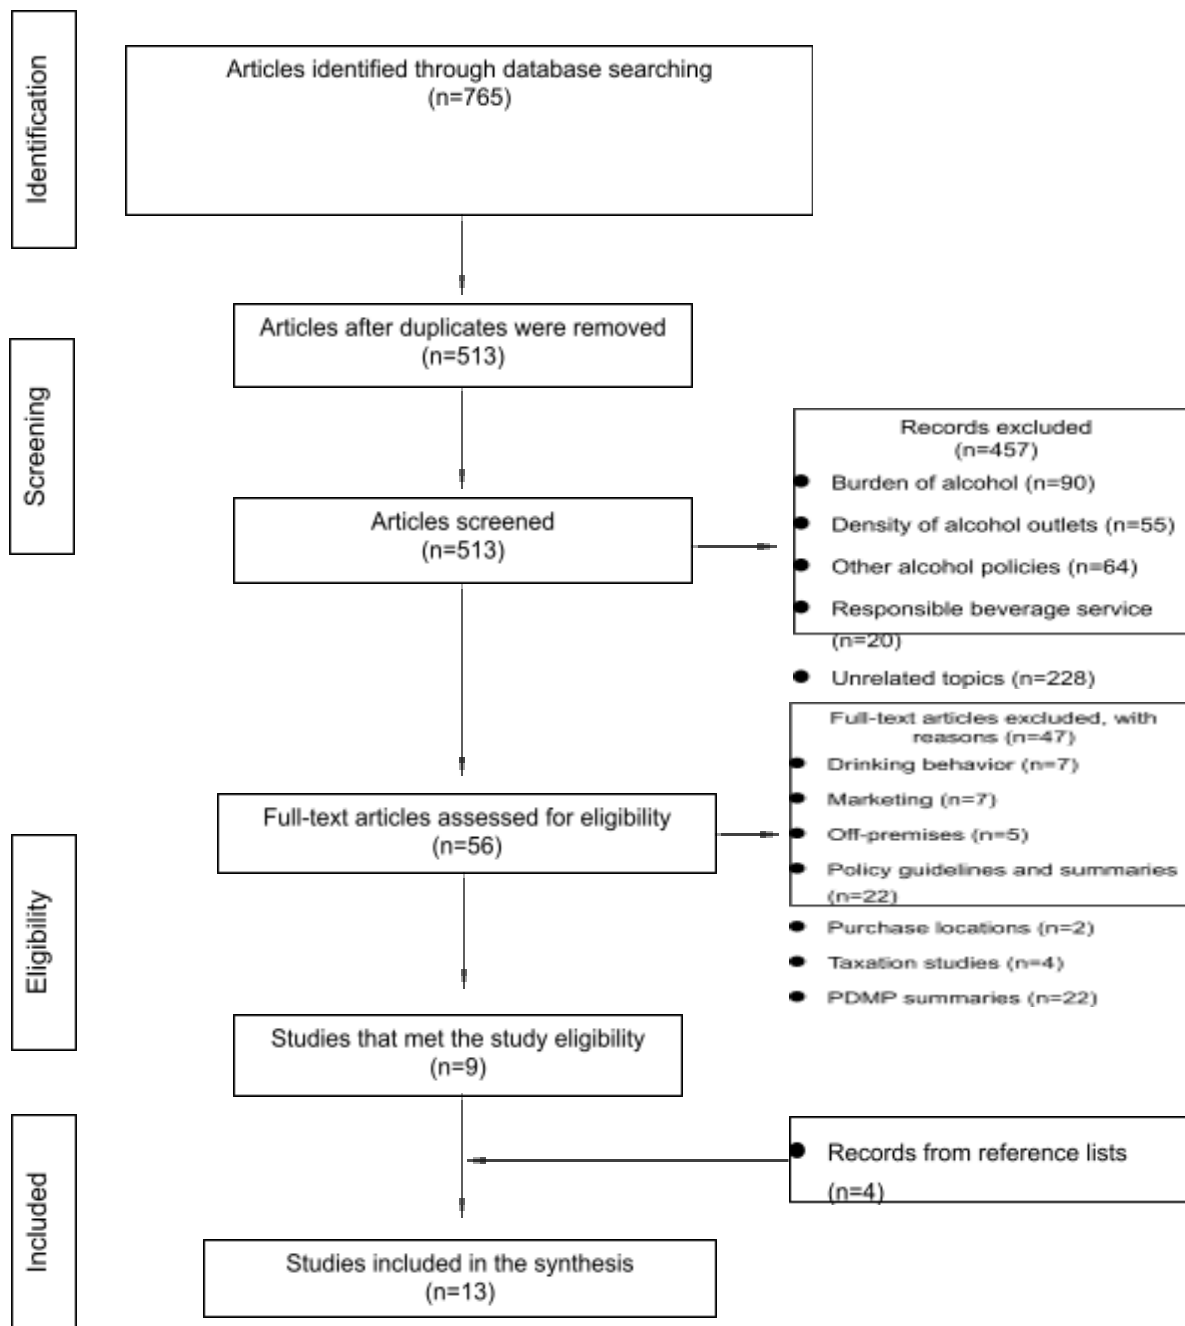 Identification
Articles identified through database searching
(n=765)
Screening
Articles after duplicates were removed
(n=513)
Articles screened
(n=513)
Records excluded
(n=457)
● Burden of alcohol (n=90)
● Density of alcohol outlets (n=55)
● Other alcohol policies (n=64)
● Responsible beverage service
(n=20)
● Unrelated topics (n=228)
Eligibility
Full-text articles assessed for eligibility
(n=56)
Full-text articles excluded, with
reasons (n=47)
● Drinking behavior (n=7)
● Marketing (n=7)
● Off-premises (n=5)
● Policy guidelines and summaries
(n=22)
● Purchase locations (n=2)
● Taxation studies (n=4)
● PDMP summaries (n=22)
Studies that met the study eligibility
(n=9)
Included
● Records from reference lists
(n=4)
Studies included in the synthesis
(n=13)